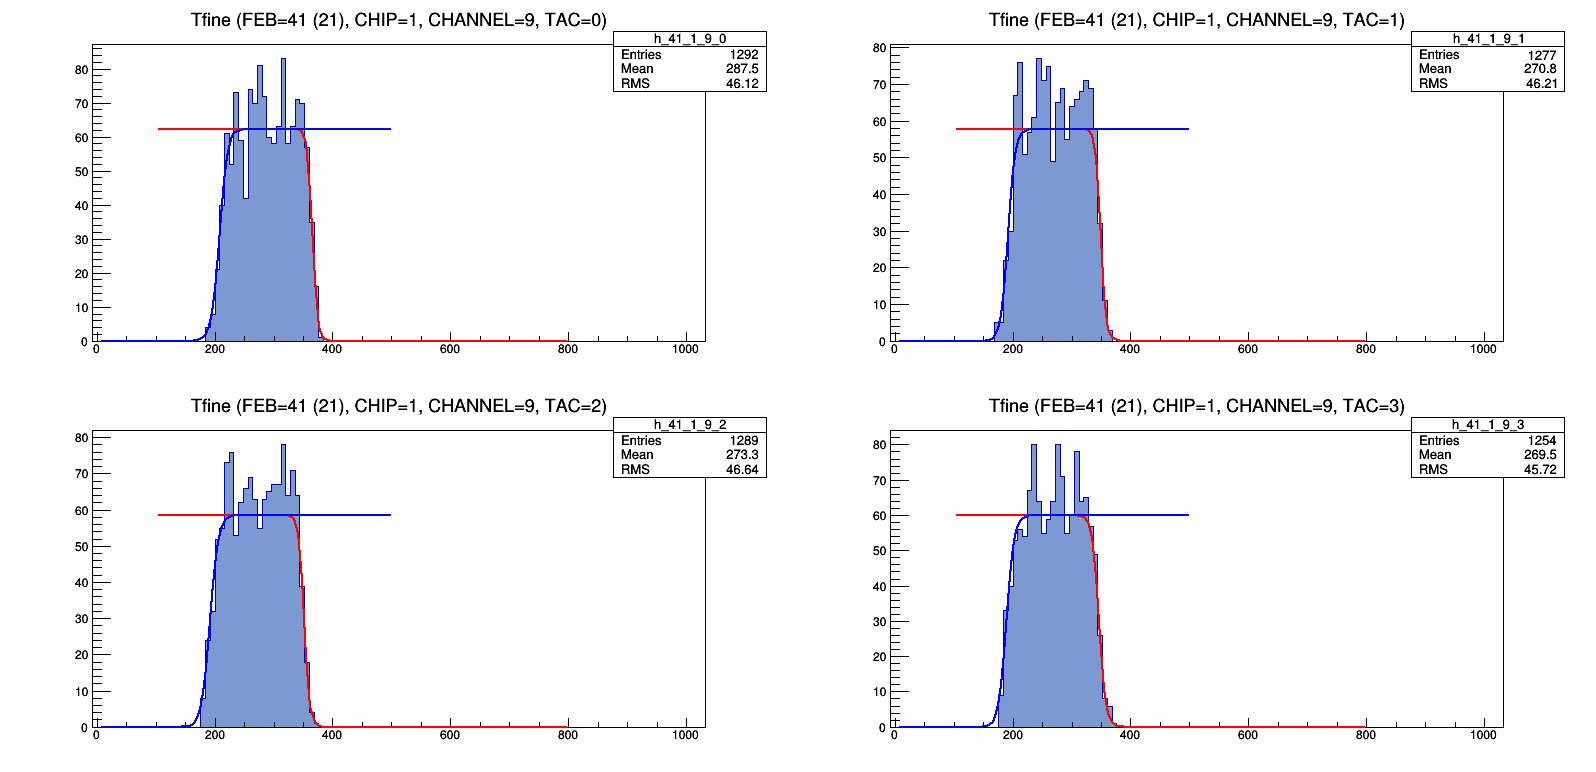 Tfine (FEB=41 (21), CHIP=1, CHANNEL=9, TAC=0)
h_41_1_9_0
Entries 1292
Mean 287.5
RMS 46.12
80
70
60
50
40
30
20
10
0
0 200 400 600 800 1000
Tfine (FEB=41 (21), CHIP=1, CHANNEL=9, TAC=1)
h_41_1_9_1
Entries 1277
Mean 270.8
RMS 46.21
80
70
60
50
40
30
20
10
0
0 200 400 600 800 1000
Tfine (FEB=41 (21), CHIP=1, CHANNEL=9, TAC=2)
h_41_1_9_2
Entries 1289
Mean 273.3
RMS 46.64
80
70
60
50
40
30
20
10
0
0 200 400 600 800 1000
Tfine (FEB=41 (21), CHIP=1, CHANNEL=9, TAC=3)
h_41_1_9_3
Entries 1254
Mean 269.5
RMS 45.72
80
70
60
50
40
30
20
10
0
0 200 400 600 800 1000